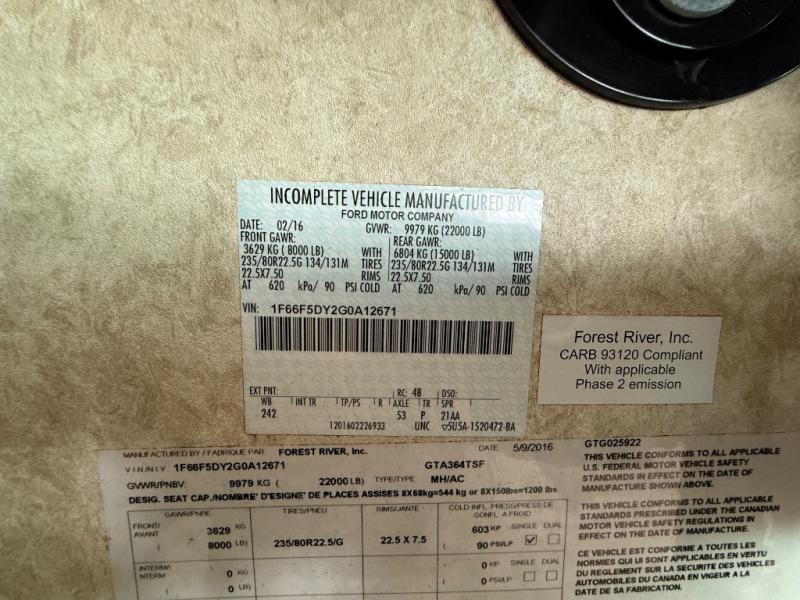 INCOMPLETE VEHICLE MANUFACTURED BY
FORD MOTOR COMPANY
DATE: 02/16 GVWR: 9979 KG (22000 LB)
FRONT GAWR: REAR GAWR:
3629 KG ( 8000 LB) WITH 6804 KG (15000 LB) WITH
235/80R22.5G 134/131M TIRES 235/80R22.5G 134/131M TIRES
22.5X7.50 RIMS 22.5X7.50 RIMS
AT 620 kPa/ 90 PSI COLD AT 620 kPa/ 90 PSI COLD
VIN: 1F66F5DY2G0A12671
EXT PNT: RC: 48 DSO:
WB INT TR TP/PS R AXLE TR SPR
242 53 P 21AA
1201602226933 UNC ▽5U5A-1520472-BA
Forest River, Inc.
CARB 93120 Compliant
With applicable
Phase 2 emission
MANUFACTURED BY / FABRIQUE PAR FOREST RIVER, Inc. DATE 5/9/2016
V.I.N/N.I.V 1F66F5DY2G0A12671 GTA364TSF
GVWR/PNBV: 9979 KG ( 22000 LB) TYPE/TYPE: MH/AC
DESIG. SEAT CAP./NOMBRE' D'ESIGNE' DE PLACES ASSISES 8X68kg=544 kg or 8X150lbs=1200 lbs
GAWR/PNBE TIRES/PNEU RIMS/JANTE COLD INFL. PRESS/PRESS DE GONFL. A FROID
FRONT/AVANT 3629 KG 603 KP SINGLE DUAL
( 8000 LB) 235/80R22.5/G 22.5 X 7.5 ( 90 PSI/LP
INTERM/INTERM 0 KG 0 KP SINGLE DUAL
( 0 LB) ( 0 PSI/LP
GTG025922
THIS VEHICLE CONFORMS TO ALL APPLICABLE
U.S. FEDERAL MOTOR VEHICLE SAFETY
STANDARDS IN EFFECT ON THE DATE OF
MANUFACTURE SHOWN ABOVE.
THIS VEHICLE CONFORMS TO ALL APPLICABLE
STANDARDS PRESCRIBED UNDER THE CANADIAN
MOTOR VEHICLE SAFETY REGULATIONS IN
EFFECT ON THE DATE OF MANUFACTURE.
CE VEHICULE EST CONFORME A TOUTES LES
NORMES QUI UI SONT APPLICABLES EN VERTU
DU REGLEMENT SUR LA SECURITE DES VEHICLES
AUTOMOBILES DU CANADA EN VIGEUR A LA
DATE DE SA FABRICATION.